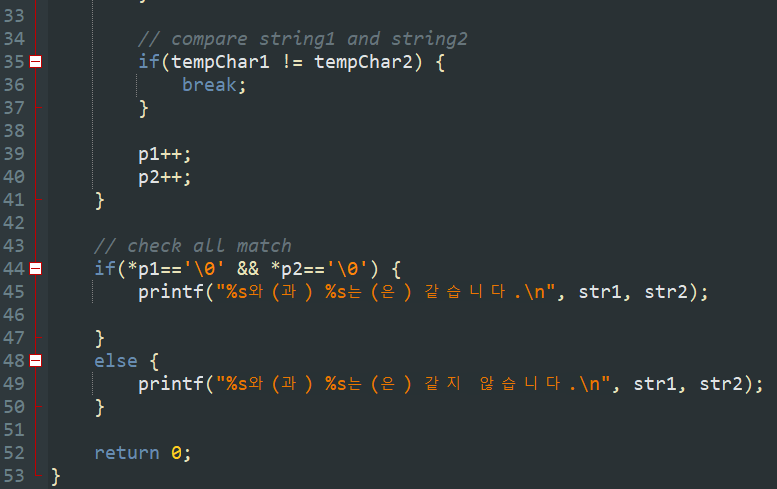 33
34 // compare string1 and string2
35 if(tempChar1 != tempChar2) {
36 break;
37 }
38
39 p1++;
40 p2++;
41 }
42
43 // check all match
44 if(*p1=='\0' && *p2=='\0') {
45 printf("%s와(과) %s는(은) 같습니다.\n", str1, str2);
46
47 }
48 else {
49 printf("%s와(과) %s는(은) 같지 않습니다.\n", str1, str2);
50 }
51
52 return 0;
53 }